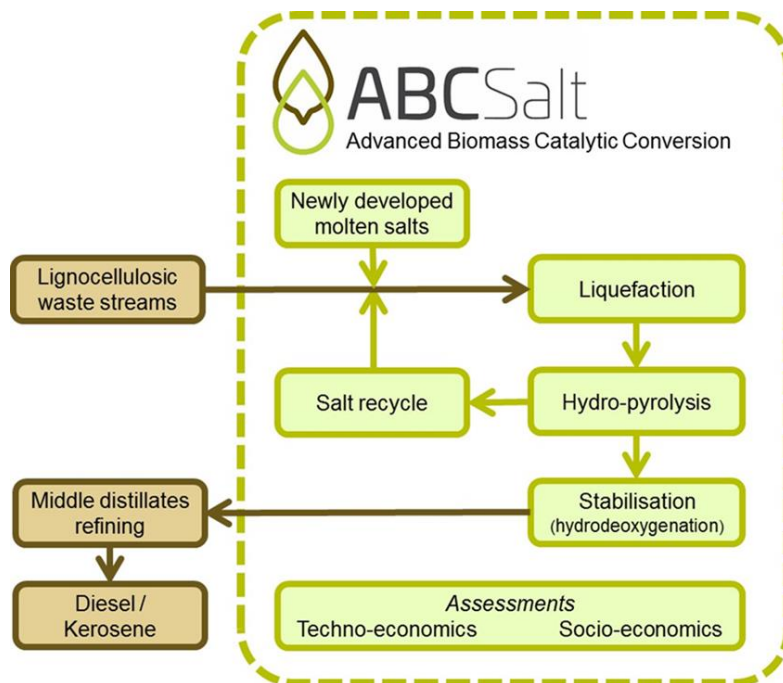 ABCSalt
Advanced Biomass Catalytic Conversion
Newly developed
molten salts
Lignocellulosic
waste streams
Liquefaction
Salt recycle
Hydro-pyrolysis
Middle distillates
refining
Stabilisation
(hydrodeoxygenation)
Diesel /
Kerosene
Assessments
Techno-economics Socio-economics